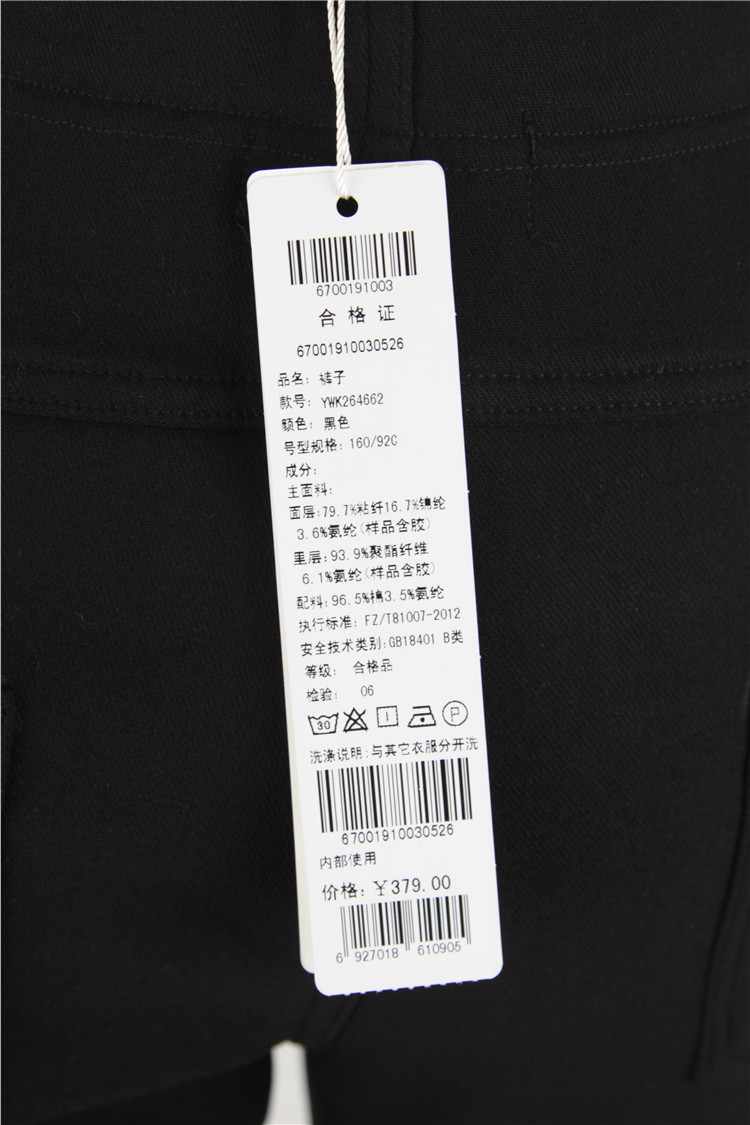 6700191003
合 格 证
67001910030526
品名: 裤子
款号: YWK264662
颜色: 黑色
号型规格: 160/92C
成分:
主面料:
面层:79.7%粘纤16.7%锦纶
3.6%氨纶(样品含胶)
里层:93.9%聚酯纤维
6.1%氨纶(样品含胶)
配料:96.5%棉3.5%氨纶
执行标准: FZ/T81007-2012
安全技术类别:GB18401 B类
等级: 合格品
检验: 06
30 P
洗涤说明:与其它衣服分开洗
67001910030526
内部使用
价格: ￥379.00
6 927018 610905